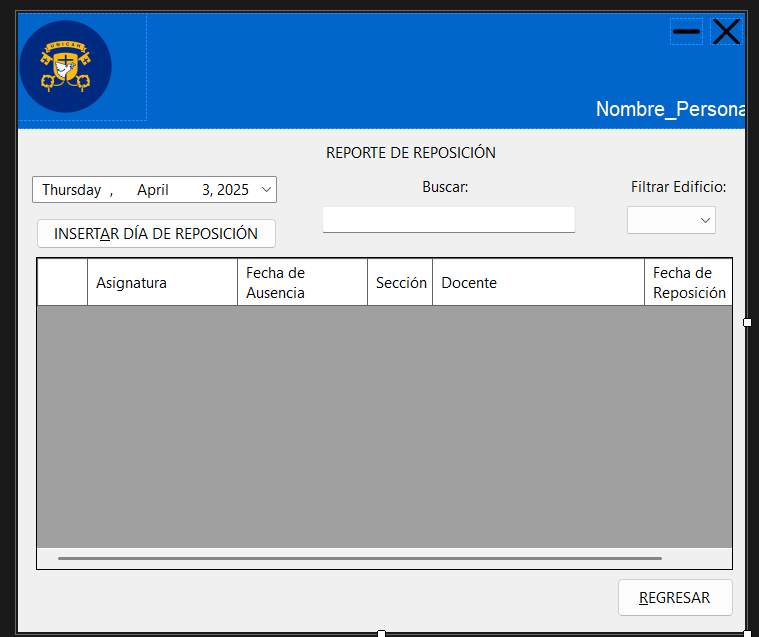 UNICAH
Nombre_Persona
REPORTE DE REPOSICIÓN
Thursday , April 3, 2025
Buscar:
Filtrar Edificio:
INSERTAR DÍA DE REPOSICIÓN
Asignatura
Fecha de
Ausencia
Sección
Docente
Fecha de
Reposición
REGRESAR